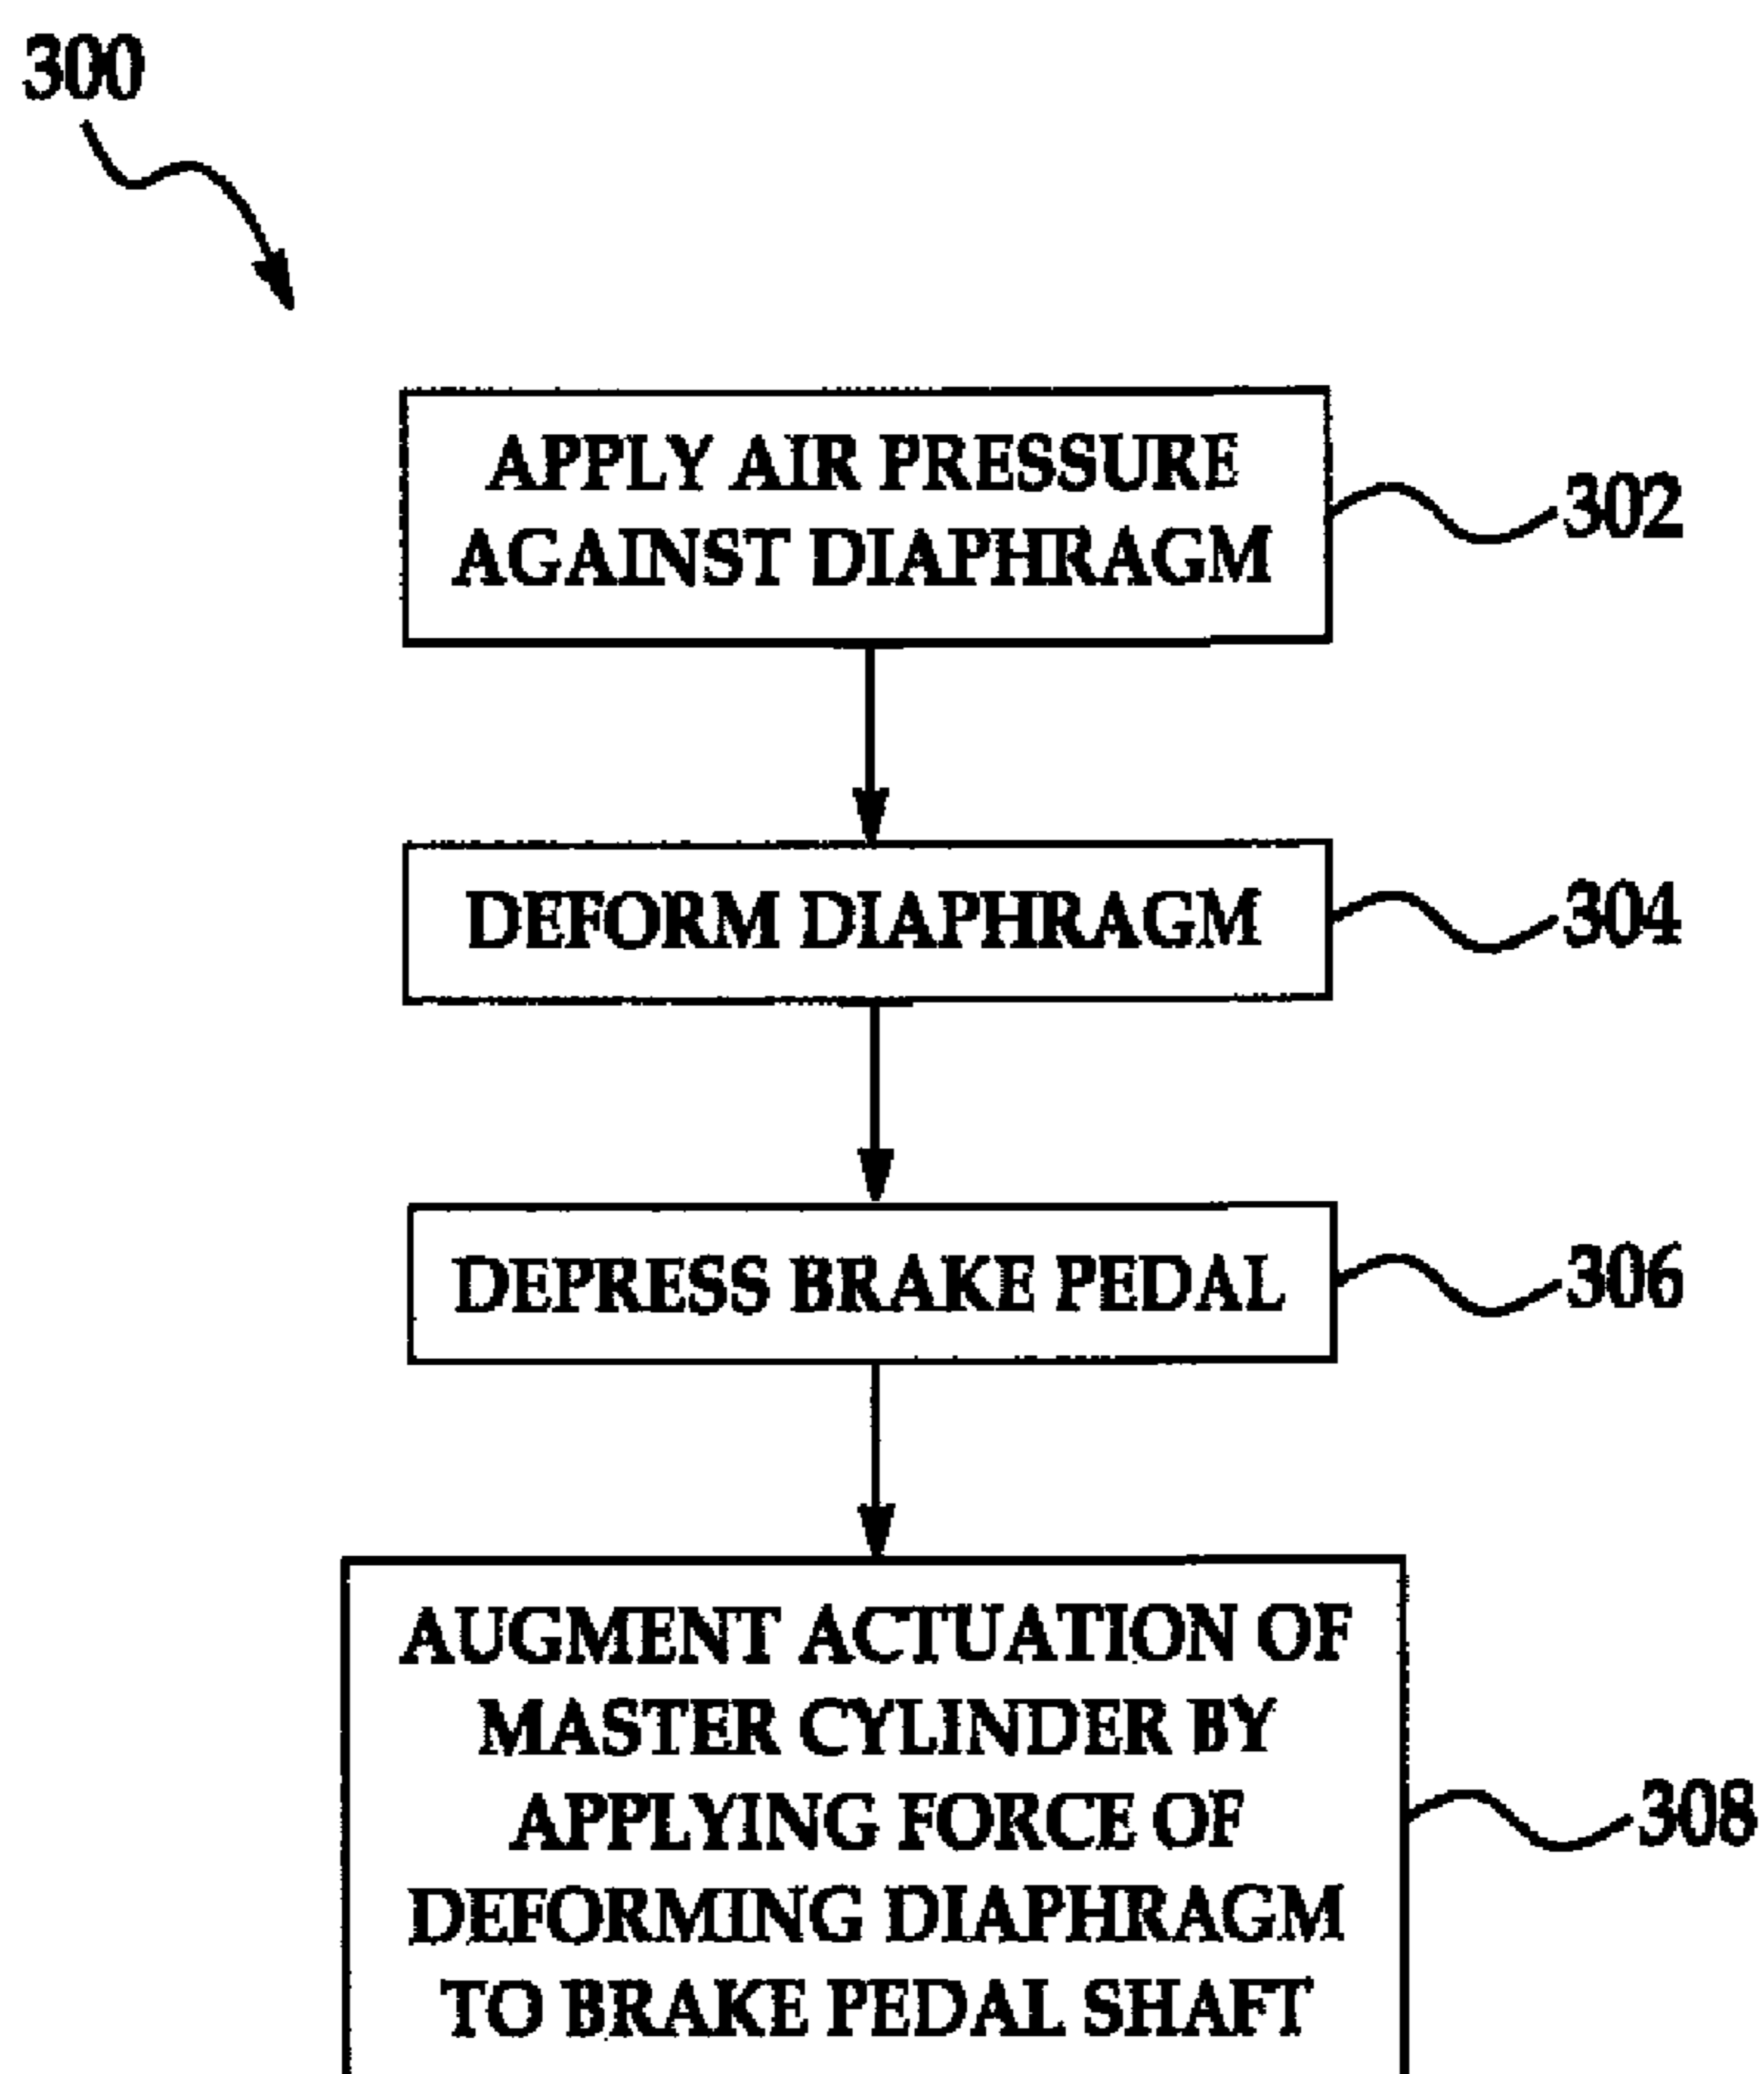 300
APPLY AIR PRESSURE
AGAINST DIAPHRAGM
302
DEFORM DIAPHRAGM
304
DEPRESS BRAKE PEDAL
306
AUGMENT ACTUATION OF
MASTER CYLINDER BY
APPLYING FORCE OF
DEFORMING DIAPHRAGM
TO BRAKE PEDAL SHAFT
308